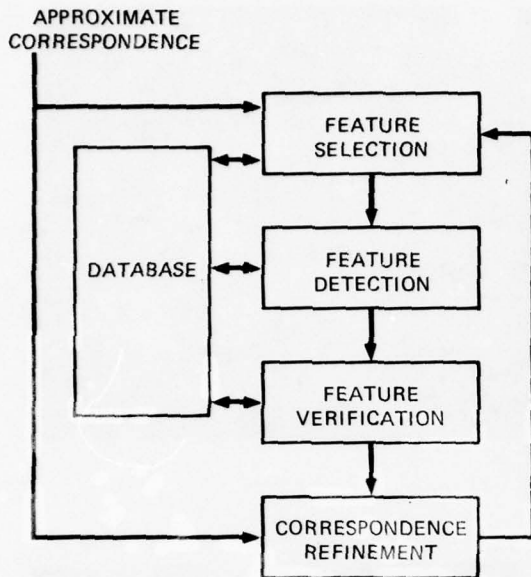 APPROXIMATE
CORRESPONDENCE
FEATURE
SELECTION
DATABASE
FEATURE
DETECTION
FEATURE
VERIFICATION
CORRESPONDENCE
REFINEMENT